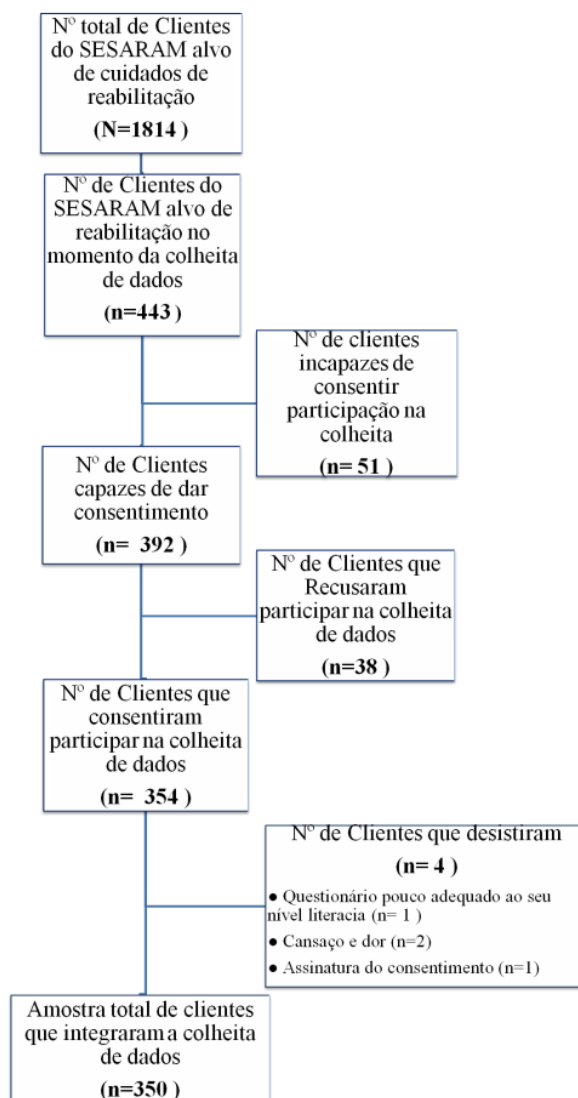 Nº total de Clientes
do SESARAM alvo
de cuidados de
reabilitação
(N=1814 )
Nº de Clientes do
SESARAM alvo de
reabilitação no
momento da colheita
de dados
(n=443 )
Nº de clientes
incapazes de
consentir
participação na
colheita
(n= 51 )
Nº de Clientes
capazes de dar
consentimento
(n= 392 )
Nº de Clientes que
Recusaram
participar na colheita
de dados
(n=38 )
Nº de Clientes que
consentiram
participar na colheita
de dados
(n= 354 )
Nº de Clientes que desistiram
(n= 4 )
● Questionário pouco adequado ao seu
nível literacia (n= 1 )
● Cansaço e dor (n=2)
● Assinatura do consentimento (n=1)
Amostra total de clientes
que integraram a colheita
de dados
(n=350 )